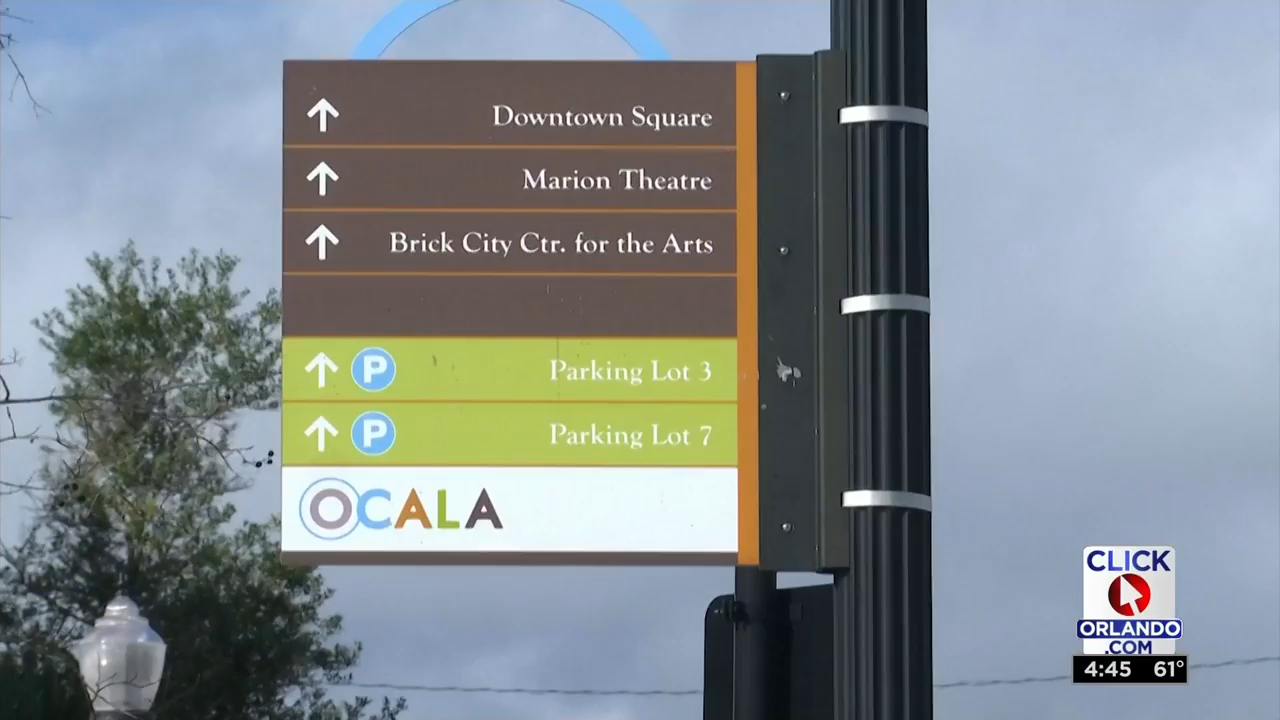 Downtown Square
Marion Theatre
Brick City Ctr. for the Arts
P Parking Lot 3
P Parking Lot 7
OCALA
CLICK
ORLANDO
.COM
4:45 61°